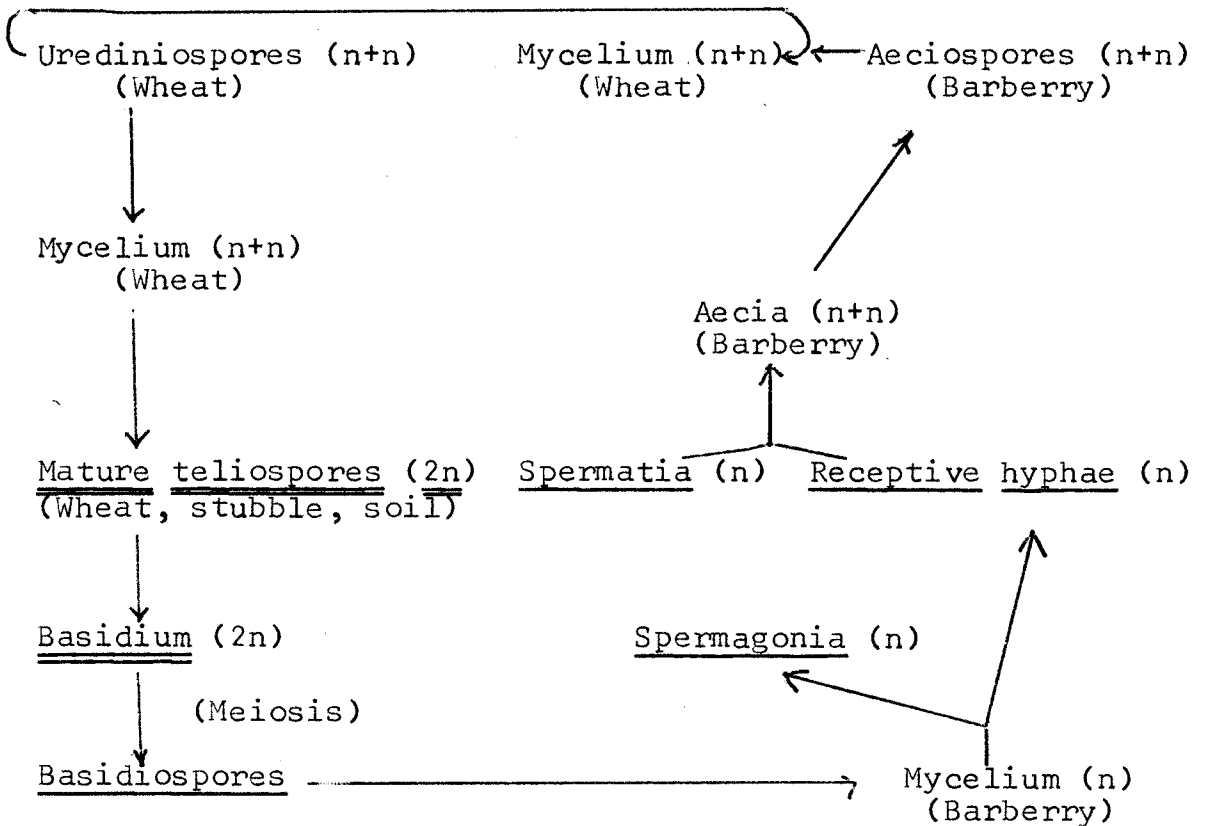 Urediniospores (n+n)
(Wheat)
Mycelium (n+n)
(Wheat)
Aeciospores (n+n)
(Barberry)
Mycelium (n+n)
(Wheat)
Aecia (n+n)
(Barberry)
Mature teliospores (2n)
(Wheat, stubble, soil)
Spermatia (n)
Receptive hyphae (n)
Basidium (2n)
Spermagonia (n)
(Meiosis)
Basidiospores
Mycelium (n)
(Barberry)